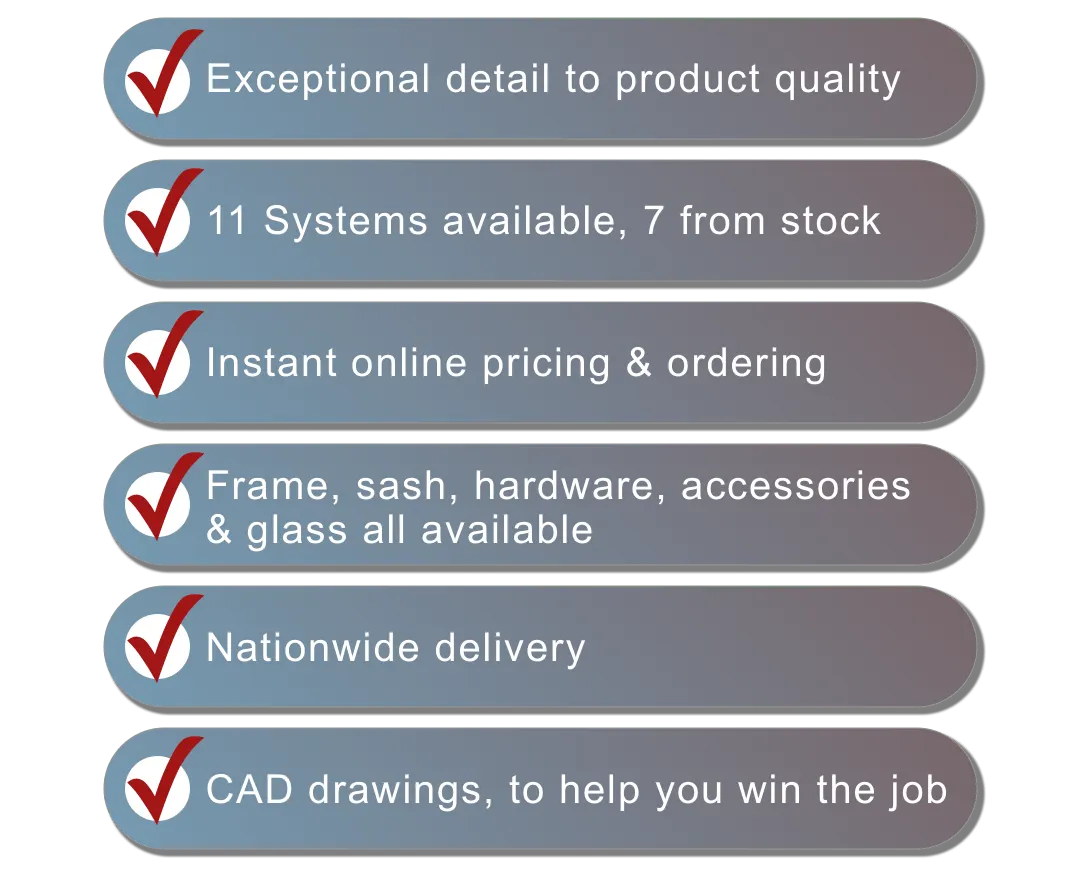 Exceptional detail to product quality
11 Systems available, 7 from stock
Instant online pricing & ordering
Frame, sash, hardware, accessories
& glass all available
Nationwide delivery
CAD drawings, to help you win the job